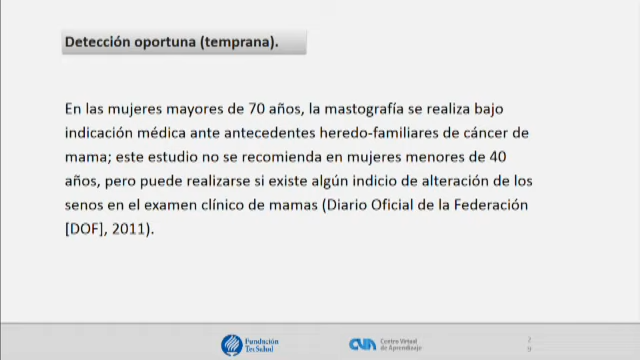 Detección oportuna (temprana).
En las mujeres mayores de 70 años, la mastografía se realiza bajo
indicación médica ante antecedentes heredo-familiares de cáncer de
mama; este estudio no se recomienda en mujeres menores de 40
años, pero puede realizarse si existe algún indicio de alteración de los
senos en el examen clínico de mamas (Diario Oficial de la Federación
[DOF], 2011).
Fundación
TecSalud
Centro Virtual
de Aprendizaje